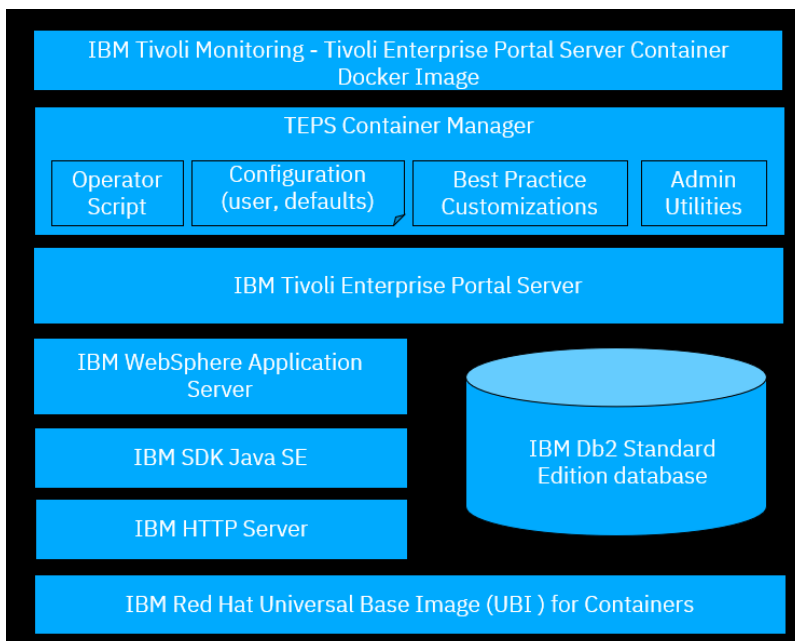 IBM Tivoli Monitoring - Tivoli Enterprise Portal Server Container
Docker Image
TEPS Container Manager
Operator
Script
Configuration
(user, defaults)
Best Practice
Customizations
Admin
Utilities
IBM Tivoli Enterprise Portal Server
IBM WebSphere Application
Server
IBM SDK Java SE
IBM HTTP Server
IBM Db2 Standard
Edition database
IBM Red Hat Universal Base Image (UBI ) for Containers